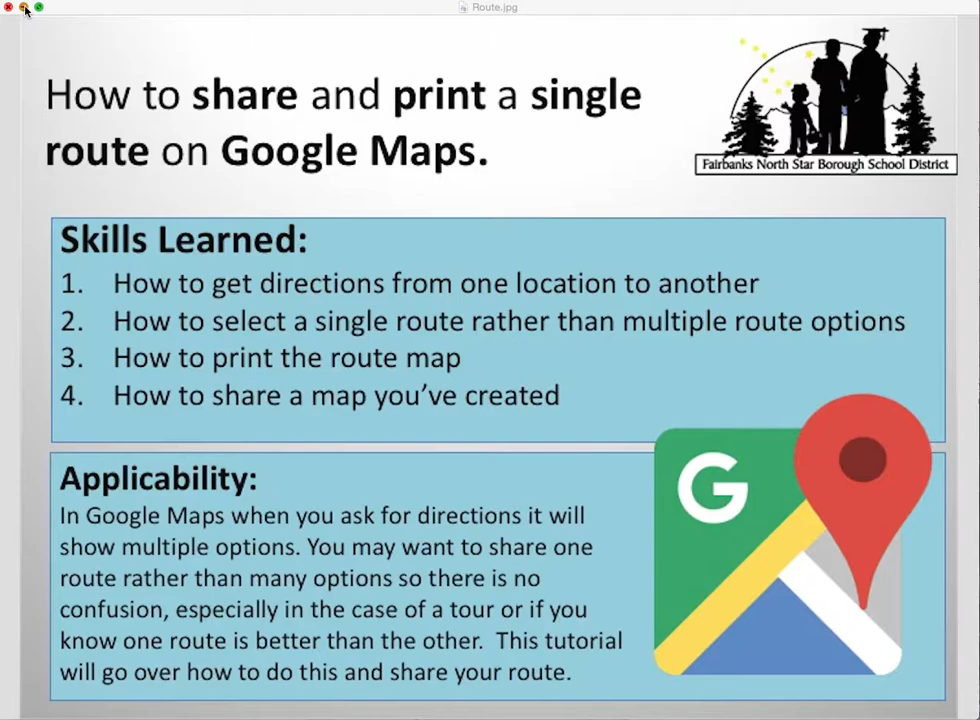 Route.jpg
How to share and print a single
route on Google Maps.
Fairbanks North Star Borough School District
Skills Learned:
1. How to get directions from one location to another
2. How to select a single route rather than multiple route options
3. How to print the route map
4. How to share a map you’ve created
Applicability:
In Google Maps when you ask for directions it will
show multiple options. You may want to share one
route rather than many options so there is no
confusion, especially in the case of a tour or if you
know one route is better than the other. This tutorial
will go over how to do this and share your route.
G